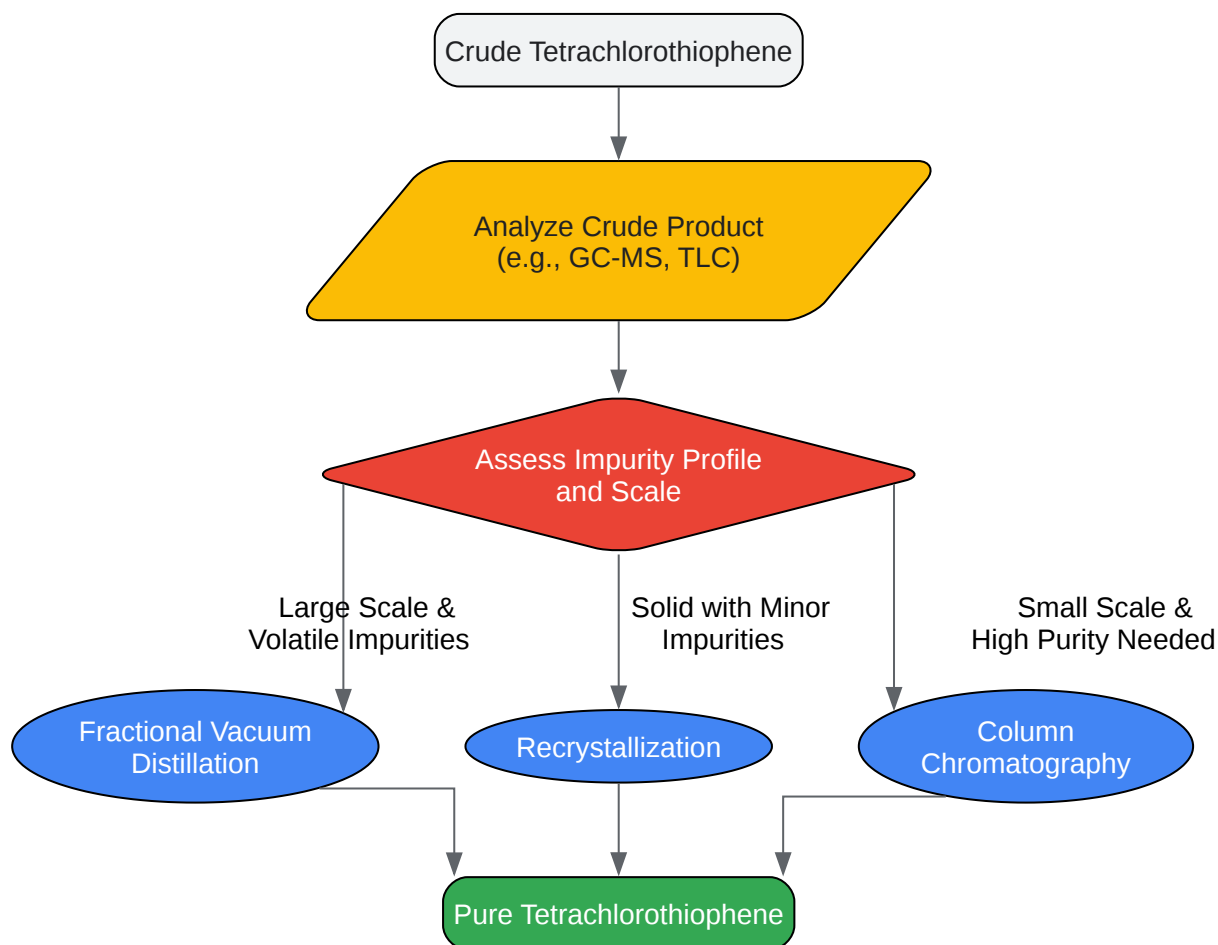 Crude Tetrachlorothiophene
Analyze Crude Product
(e.g., GC-MS, TLC)
Assess Impurity Profile
and Scale
Large Scale &
Volatile Impurities
Solid with Minor
Impurities
Small Scale &
High Purity Needed
Fractional Vacuum
Distillation
Recrystallization
Column
Chromatography
Pure Tetrachlorothiophene